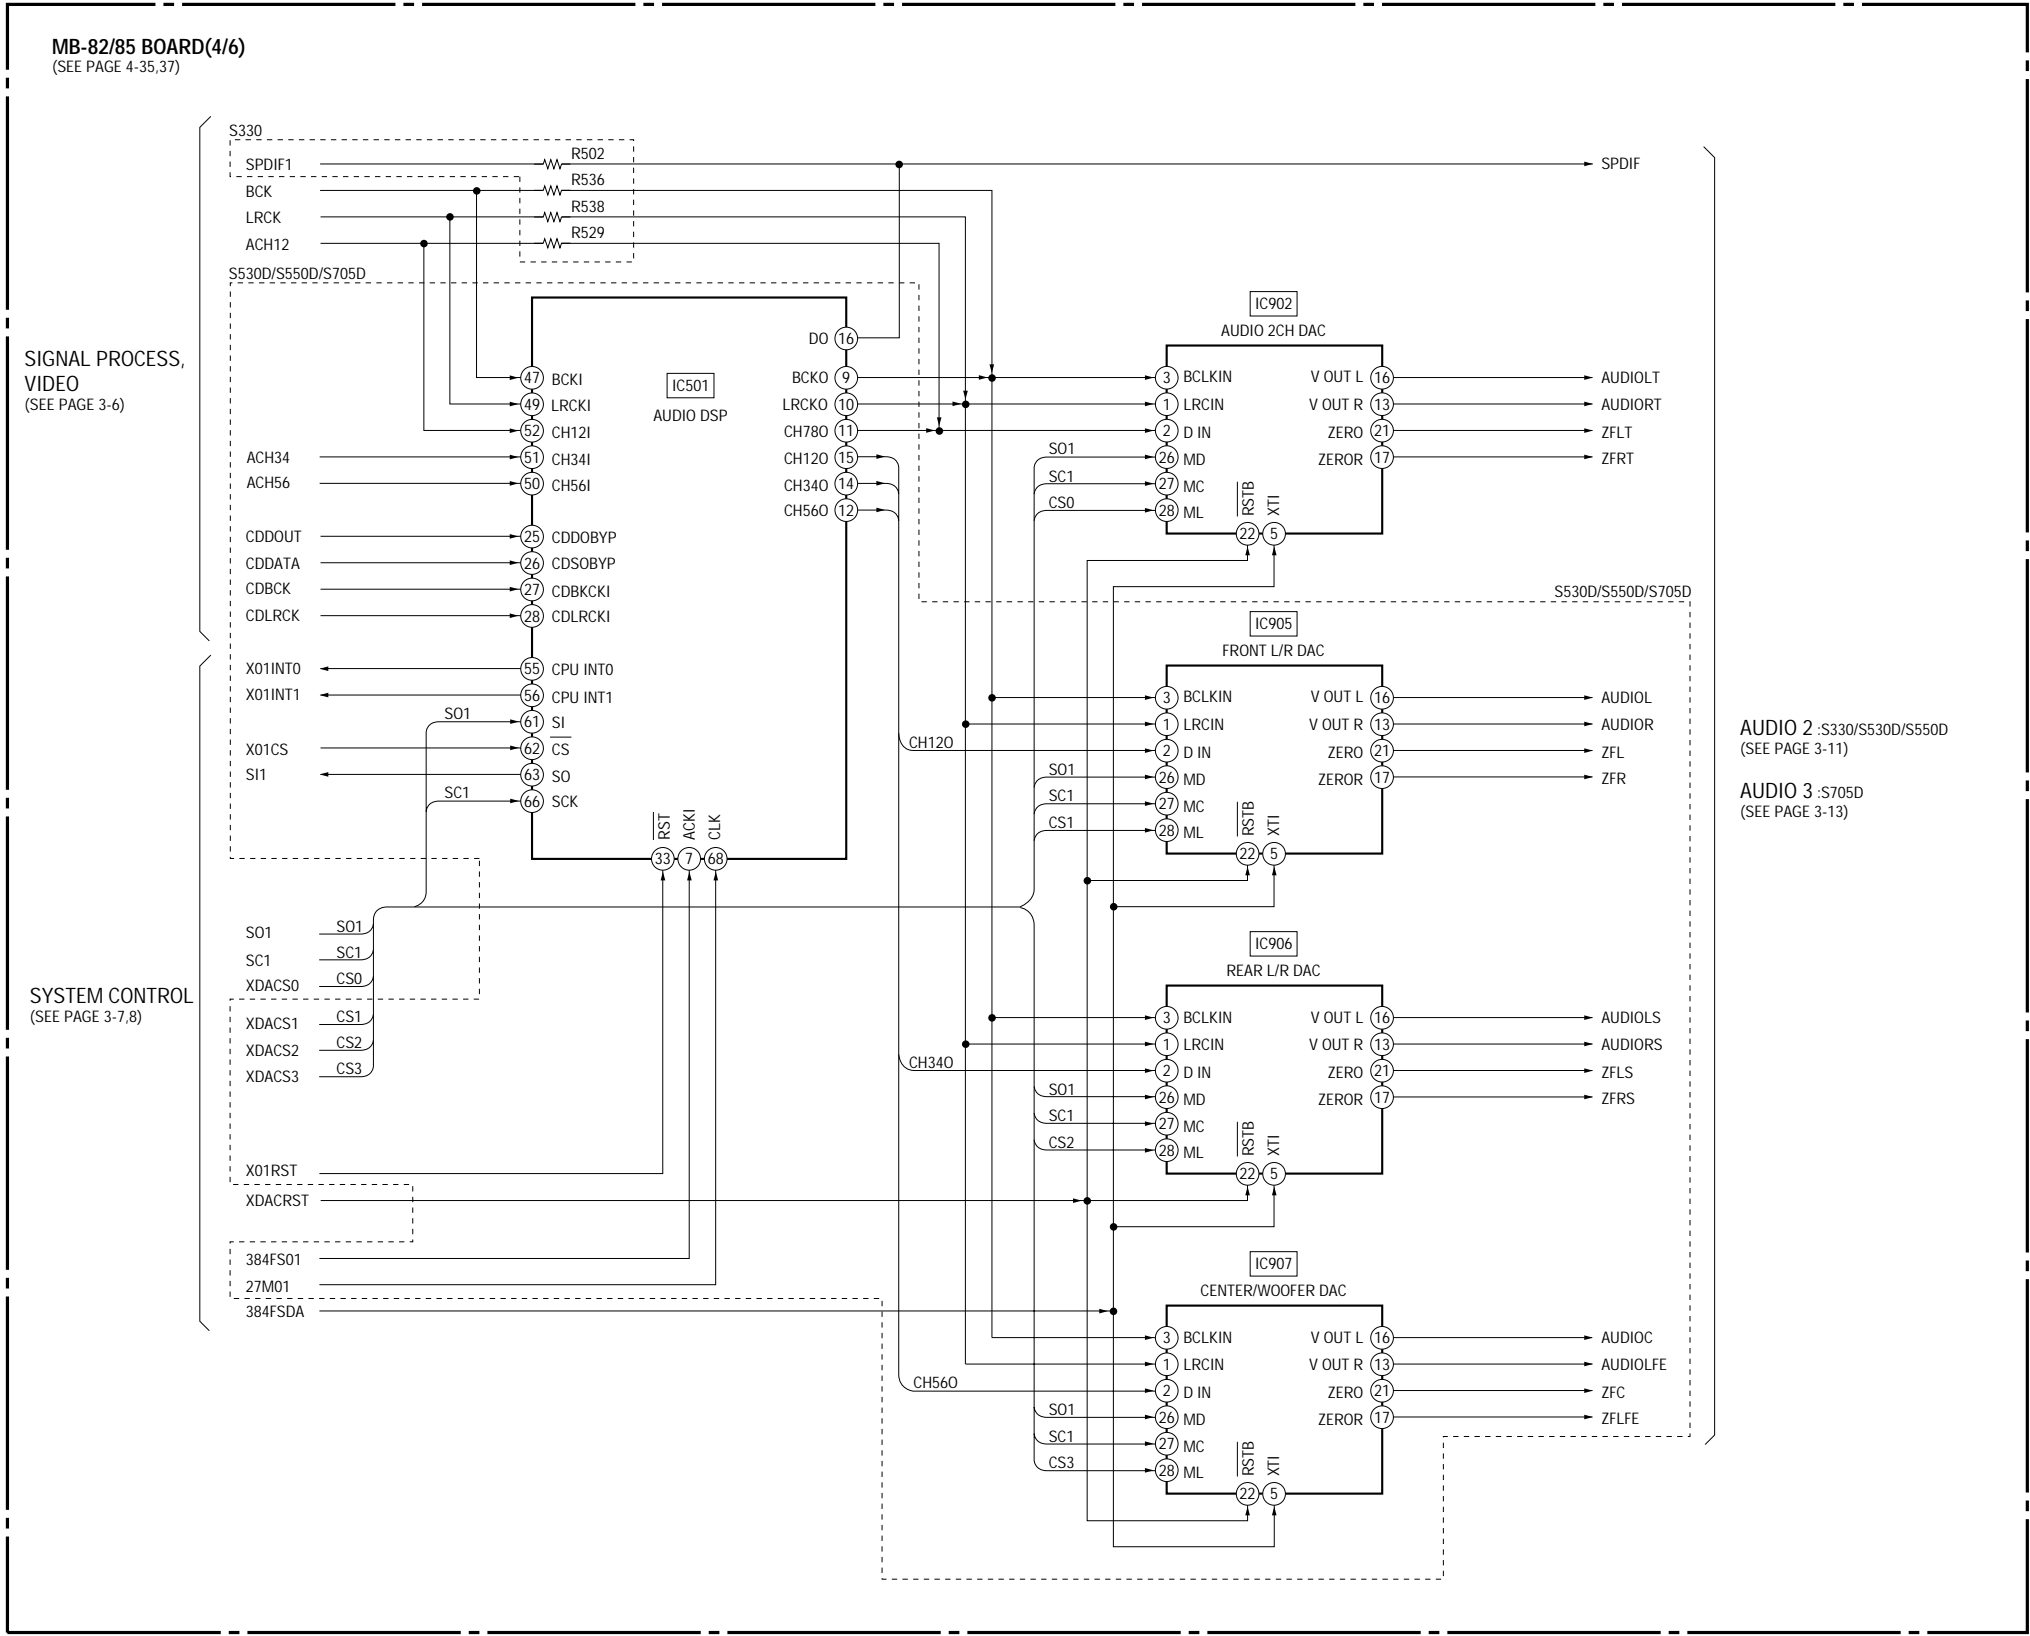 MB-82/85 BOARD(4/6)
(SEE PAGE 4-35,37)
S330
SPDIF1
R502
SPDIF
BCK
R536
LRCK
R538
ACH12
R529
S530D/S550D/S705D
SIGNAL PROCESS,
VIDEO
(SEE PAGE 3-6)
ACH34
ACH56
CDDOUT
CDDATA
CDBCK
CDLRCK
X01INT0
X01INT1
SO1
X01CS
SI1
SC1
IC501
AUDIO DSP
47 BCKI
49 LRCKI
52 CH12I
51 CH34I
50 CH56I
25 CDDOBYP
26 CDSOBYP
27 CDBKCKI
28 CDLRCKI
55 CPU INT0
56 CPU INT1
61 SI
62 CS
63 SO
66 SCK
RST 33
ACKI 7
CLK 68
DO 16
BCKO 9
LRCKO 10
CH78O 11
CH12O 15
CH34O 14
CH56O 12
SYSTEM CONTROL
(SEE PAGE 3-7,8)
SO1 SO1
SC1 SC1
XDACS0 CS0
XDACS1 CS1
XDACS2 CS2
XDACS3 CS3
X01RST
XDACRST
384FS01
27M01
384FSDA
IC902
AUDIO 2CH DAC
3 BCLKIN V OUT L 16 AUDIOLT
1 LRCIN V OUT R 13 AUDIORT
2 D IN ZERO 21 ZFLT
SO1 26 MD ZEROR 17 ZFRT
SC1 27 MC
CS0 28 ML
RSTB XTI
22 5
S530D/S550D/S705D
IC905
FRONT L/R DAC
3 BCLKIN V OUT L 16 AUDIOL
1 LRCIN V OUT R 13 AUDIOR
CH12O 2 D IN ZERO 21 ZFL
SO1 26 MD ZEROR 17 ZFR
SC1 27 MC
CS1 28 ML
RSTB XTI
22 5
IC906
REAR L/R DAC
3 BCLKIN V OUT L 16 AUDIOLS
1 LRCIN V OUT R 13 AUDIORS
CH34O 2 D IN ZERO 21 ZFLS
SO1 26 MD ZEROR 17 ZFRS
SC1 27 MC
CS2 28 ML
RSTB XTI
22 5
IC907
CENTER/WOOFER DAC
3 BCLKIN V OUT L 16 AUDIOC
1 LRCIN V OUT R 13 AUDIOLFE
CH56O 2 D IN ZERO 21 ZFC
SO1 26 MD ZEROR 17 ZFLFE
SC1 27 MC
CS3 28 ML
RSTB XTI
22 5
AUDIO 2 :S330/S530D/S550D
(SEE PAGE 3-11)
AUDIO 3 :S705D
(SEE PAGE 3-13)